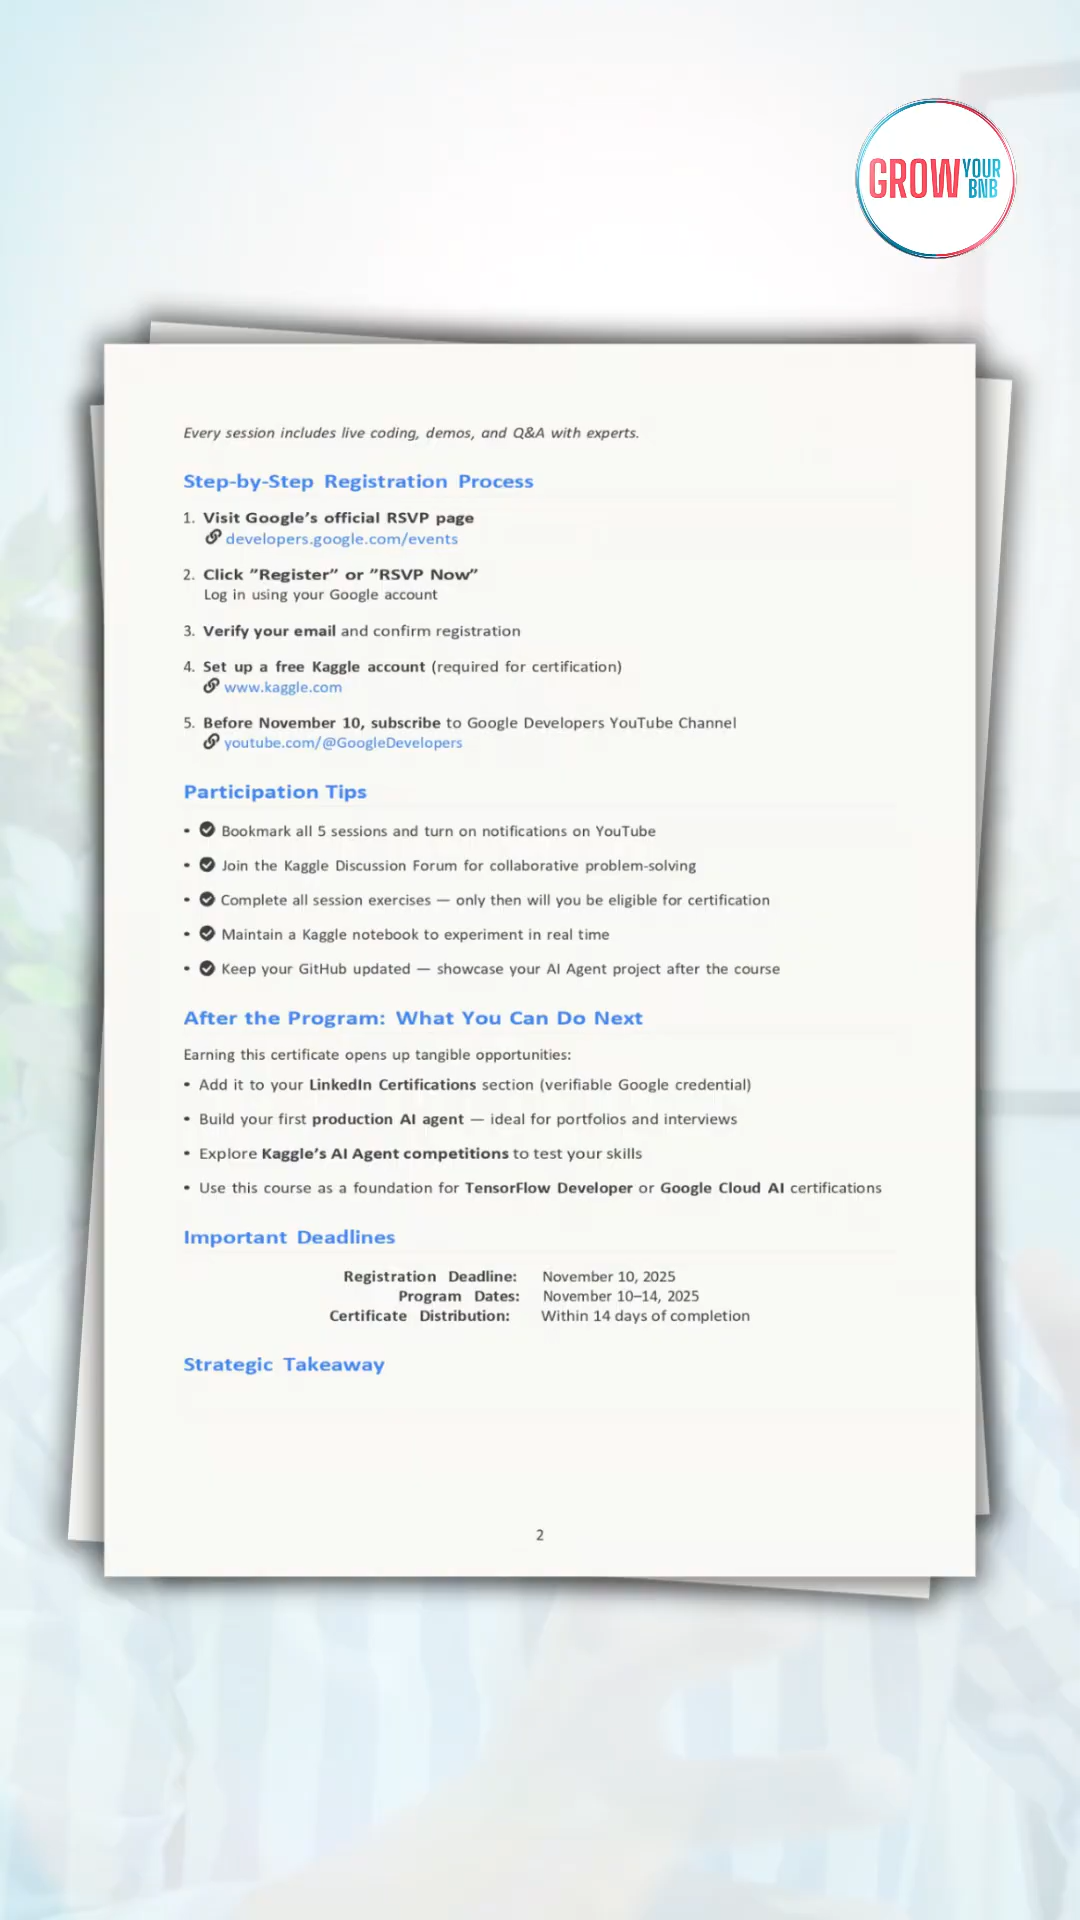 GROW YOUR BNB
Every session includes live coding, demos, and Q&A with experts.
Step-by-Step Registration Process
1. Visit Google's official RSVP page
developers.google.com/events
2. Click "Register" or "RSVP Now"
Log in using your Google account
3. Verify your email and confirm registration
4. Set up a free Kaggle account (required for certification)
www.kaggle.com
5. Before November 10, subscribe to Google Developers YouTube Channel
youtube.com/@GoogleDevelopers
Participation Tips
• Bookmark all 5 sessions and turn on notifications on YouTube
• Join the Kaggle Discussion Forum for collaborative problem-solving
• Complete all session exercises — only then will you be eligible for certification
• Maintain a Kaggle notebook to experiment in real time
• Keep your GitHub updated — showcase your AI Agent project after the course
After the Program: What You Can Do Next
Earning this certificate opens up tangible opportunities:
• Add it to your LinkedIn Certifications section (verifiable Google credential)
• Build your first production AI agent — ideal for portfolios and interviews
• Explore Kaggle's AI Agent competitions to test your skills
• Use this course as a foundation for TensorFlow Developer or Google Cloud AI certifications
Important Deadlines
Registration Deadline: November 10, 2025
Program Dates: November 10–14, 2025
Certificate Distribution: Within 14 days of completion
Strategic Takeaway
2